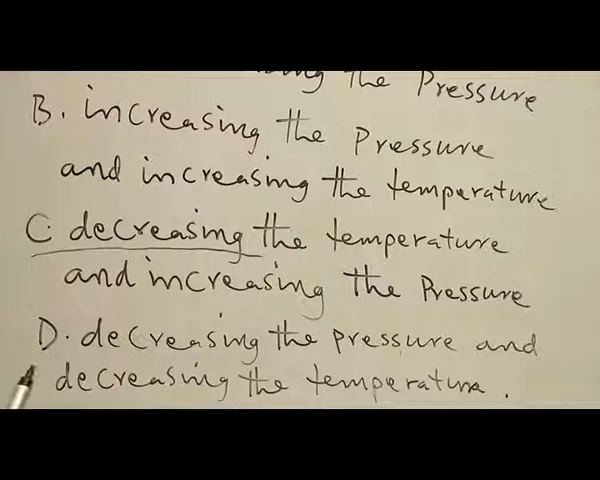 the Pressure
B. increasing the Pressure
and increasing the temperature
C. decreasing the temperature
and increasing the Pressure
D. decreasing the pressure and
decreasing the temperature.